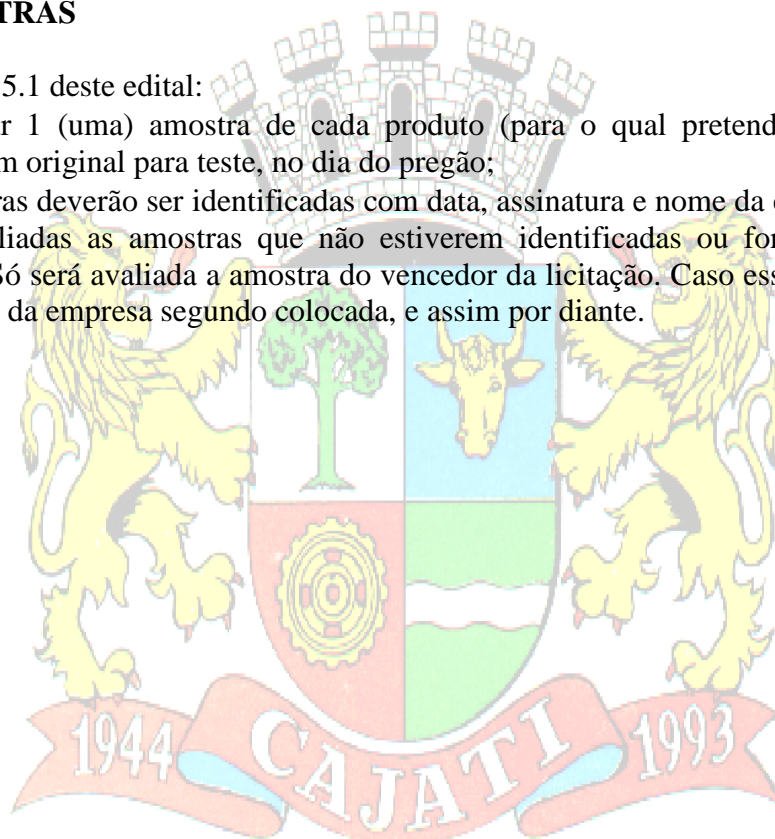 TRAS
5.1 deste edital:
r 1 (uma) amostra de cada produto (para o qual pretend
m original para teste, no dia do pregão;
ras deverão ser identificadas com data, assinatura e nome da
liadas as amostras que não estiverem identificadas ou for
Só será avaliada a amostra do vencedor da licitação. Caso ess
da empresa segundo colocada, e assim por diante.
1944 CAJATI 1993